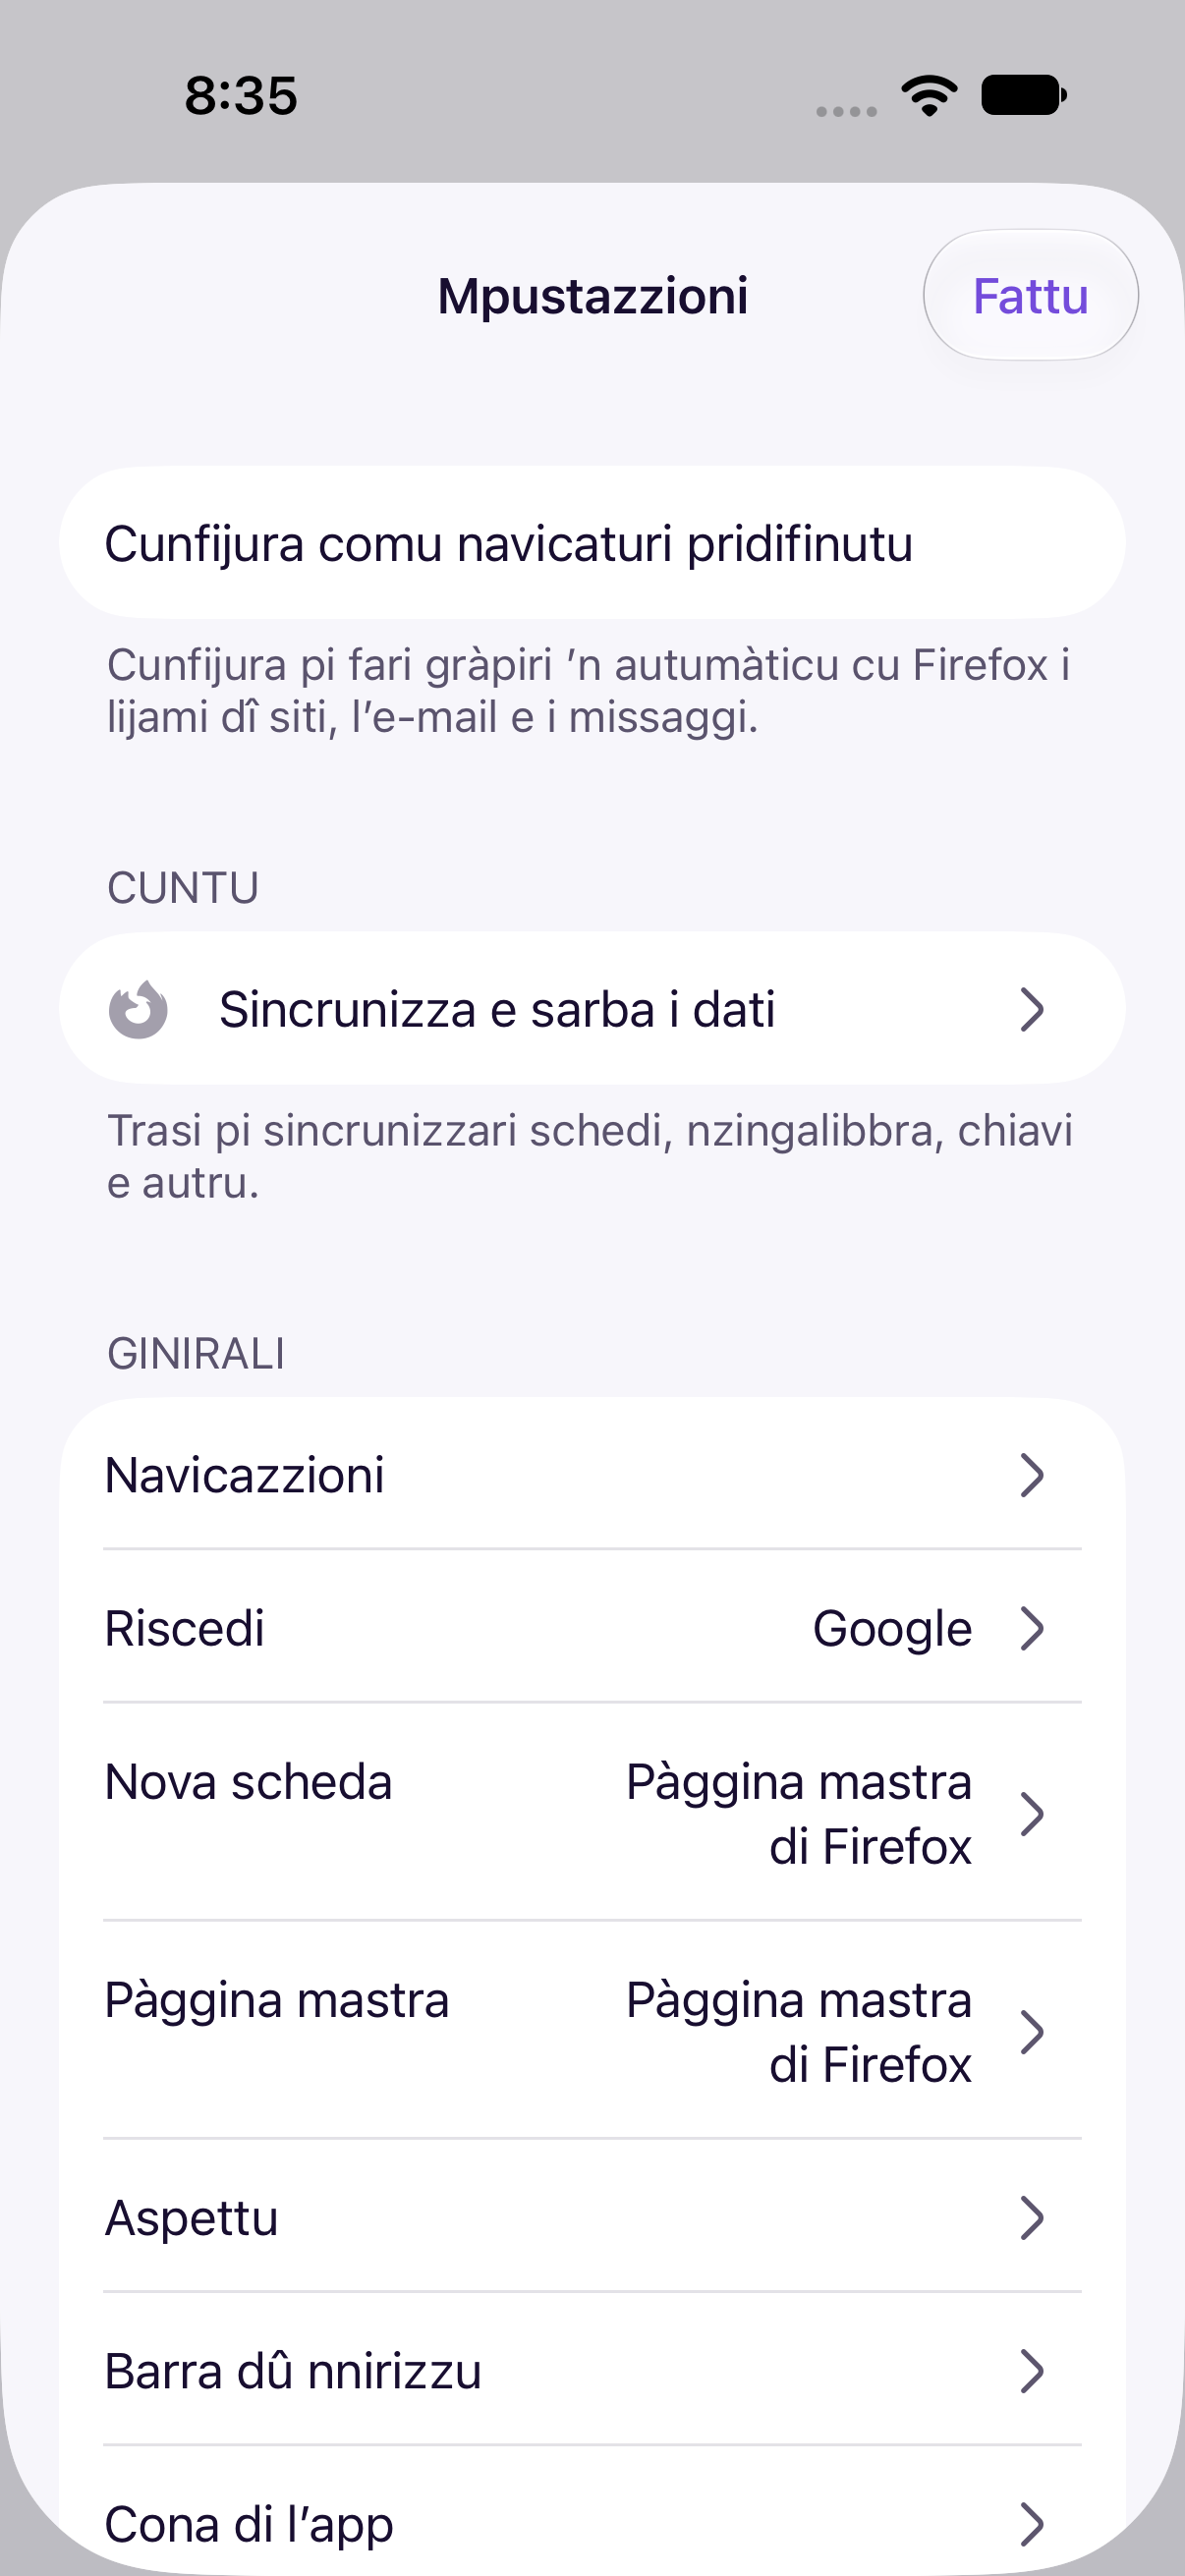 8:35
Mpustazzioni
Fattu
Cunfijura comu navicaturi pridifinutu
Cunfijura pi fari gràpiri ’n autumàticu cu Firefox i
lijami dî siti, l’e-mail e i missaggi.
CUNTU
Sincrunizza e sarba i dati
Trasi pi sincrunizzari schedi, nzingalibbra, chiavi
e autru.
GINIRALI
Navicazzioni
Riscedi Google
Nova scheda Pàggina mastra
di Firefox
Pàggina mastra Pàggina mastra
di Firefox
Aspettu
Barra dû nnirizzu
Cona di l’app